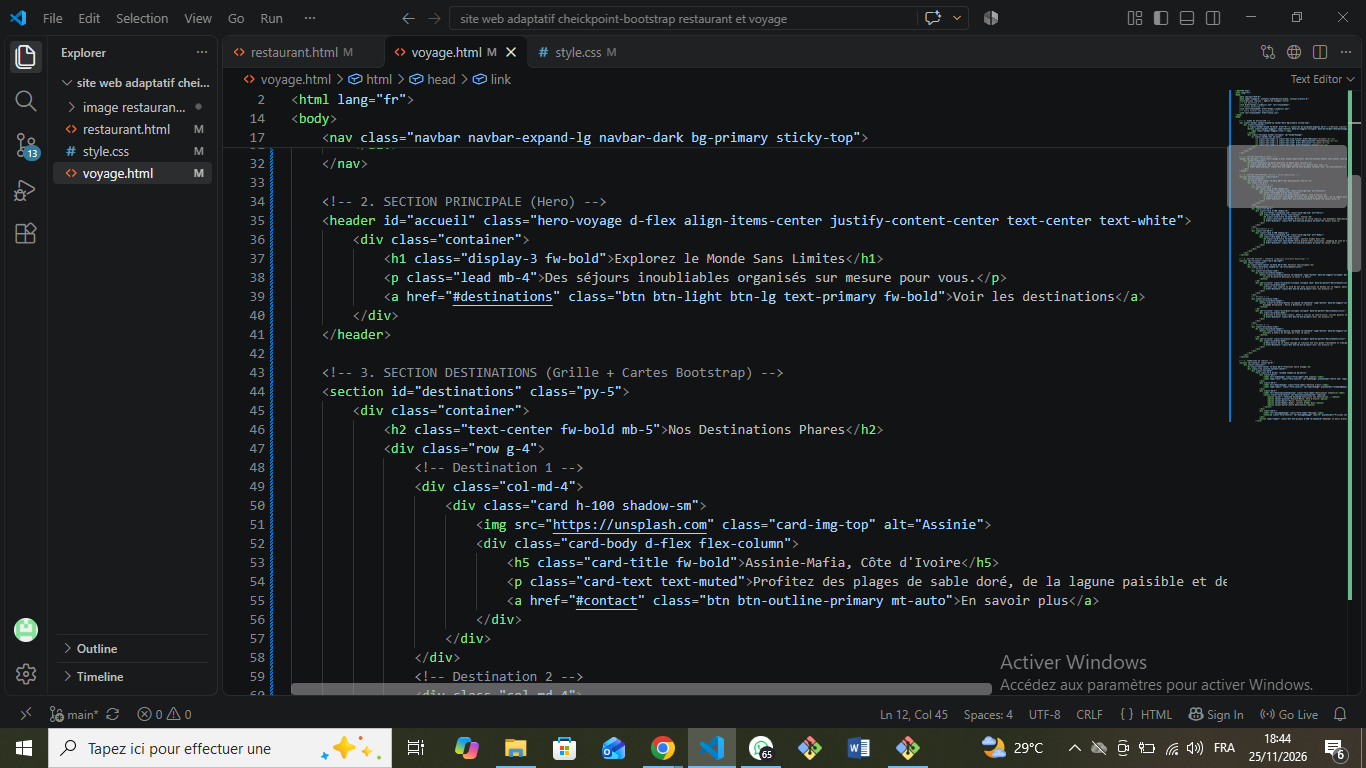 File Edit Selection View Go Run ··· site web adaptatif cheickpoint-bootstrap restaurant et voyage
Explorer ···
restaurant.html M voyage.html M style.css M
site web adaptatif chei...
image restauran...
restaurant.html M
style.css M
voyage.html M
13
voyage.html > html > head > link
Text Editor
2 <html lang="fr">
14 <body>
17 <nav class="navbar navbar-expand-lg navbar-dark bg-primary sticky-top">
32 </nav>
33
34 <!-- 2. SECTION PRINCIPALE (Hero) -->
35 <header id="accueil" class="hero-voyage d-flex align-items-center justify-content-center text-center text-white">
36 <div class="container">
37 <h1 class="display-3 fw-bold">Explorez le Monde Sans Limites</h1>
38 <p class="lead mb-4">Des séjours inoubliables organisés sur mesure pour vous.</p>
39 <a href="#destinations" class="btn btn-light btn-lg text-primary fw-bold">Voir les destinations</a>
40 </div>
41 </header>
42
43 <!-- 3. SECTION DESTINATIONS (Grille + Cartes Bootstrap) -->
44 <section id="destinations" class="py-5">
45 <div class="container">
46 <h2 class="text-center fw-bold mb-5">Nos Destinations Phares</h2>
47 <div class="row g-4">
48 <!-- Destination 1 -->
49 <div class="col-md-4">
50 <div class="card h-100 shadow-sm">
51 <img src="https://unsplash.com" class="card-img-top" alt="Assinie">
52 <div class="card-body d-flex flex-column">
53 <h5 class="card-title fw-bold">Assinie-Mafia, Côte d'Ivoire</h5>
54 <p class="card-text text-muted">Profitez des plages de sable doré, de la lagune paisible et de
55 <a href="#contact" class="btn btn-outline-primary mt-auto">En savoir plus</a>
56 </div>
57 </div>
58 </div>
59 <!-- Destination 2 -->
60 <div class="col-md-4">
Outline
Timeline
Activer Windows
Accédez aux paramètres pour activer Windows.
main* 0 0 Ln 12, Col 45 Spaces: 4 UTF-8 CRLF {} HTML Sign In Go Live
Tapez ici pour effectuer une
65
29°C FRA
18:44
25/11/2026
6